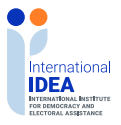 International
IDEA
INTERNATIONAL INSTITUTE
FOR DEMOCRACY AND
ELECTORAL ASSISTANCE